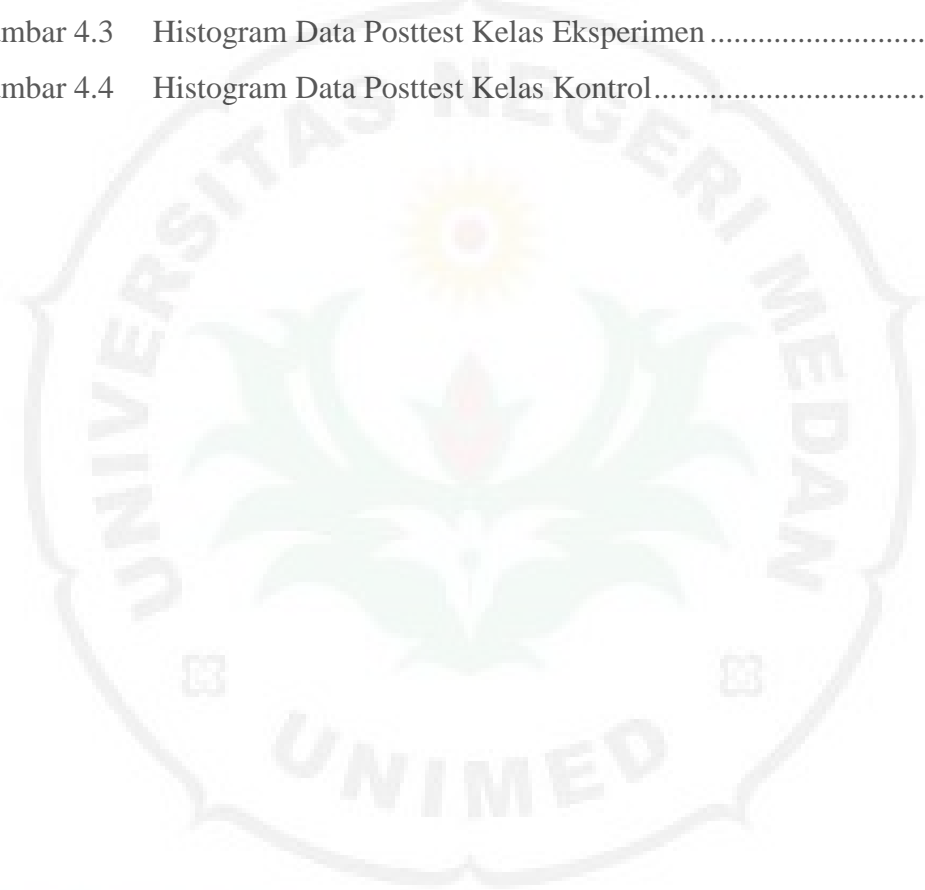 mbar 4.3 Histogram Data Posttest Kelas Eksperimen ...........................
mbar 4.4 Histogram Data Posttest Kelas Kontrol..................................
UNIVERSITAS NEGERI MEDAN
UNIMED